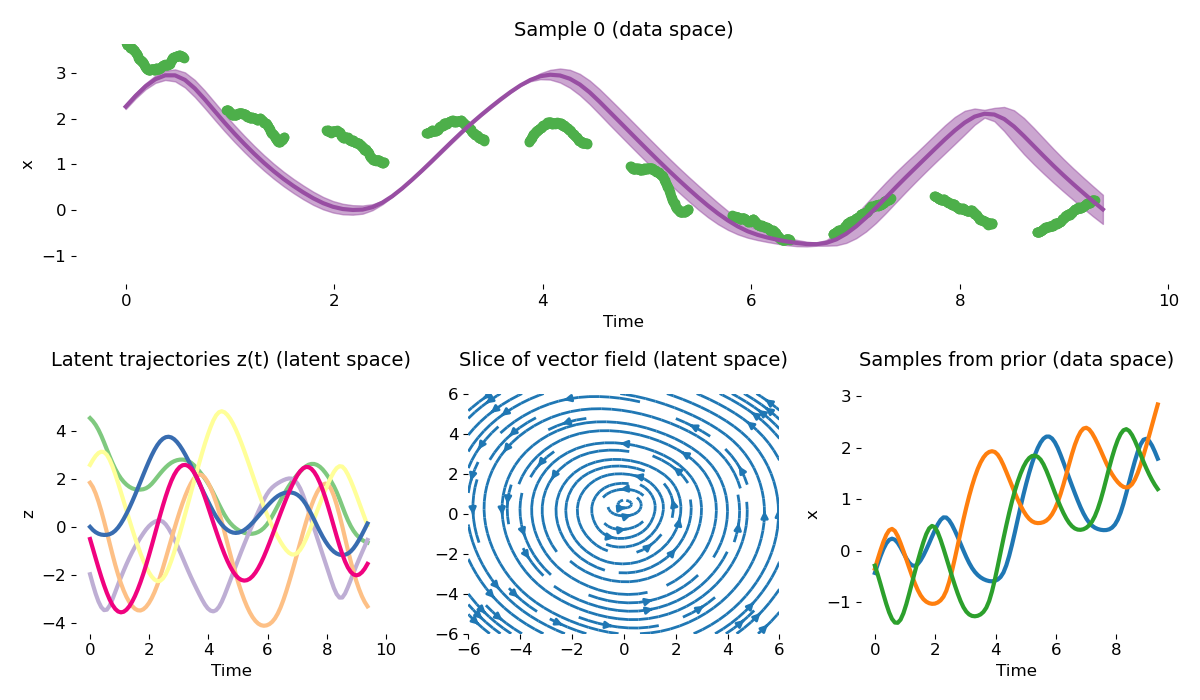 Sample 0 (data space)
x
3
2
1
0
−1
0 2 4 6 8 10
Time
Latent trajectories z(t) (latent space)
z
4
2
0
−2
−4
0 2 4 6 8 10
Time
Slice of vector field (latent space)
6
4
2
0
−2
−4
−6
−6 −4 −2 0 2 4 6
Samples from prior (data space)
x
3
2
1
0
−1
0 2 4 6 8
Time